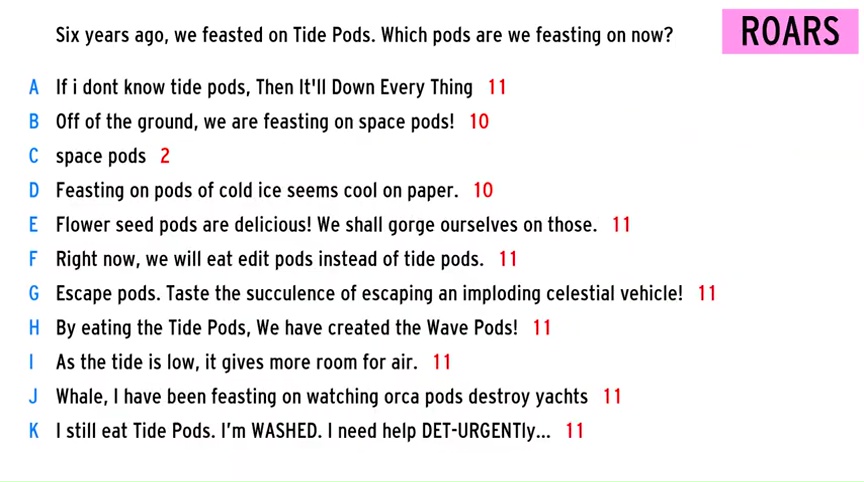 Six years ago, we feasted on Tide Pods. Which pods are we feasting on now?
ROARS
A If i dont know tide pods, Then It'll Down Every Thing 11
B Off of the ground, we are feasting on space pods! 10
C space pods 2
D Feasting on pods of cold ice seems cool on paper. 10
E Flower seed pods are delicious! We shall gorge ourselves on those. 11
F Right now, we will eat edit pods instead of tide pods. 11
G Escape pods. Taste the succulence of escaping an imploding celestial vehicle! 11
H By eating the Tide Pods, We have created the Wave Pods! 11
I As the tide is low, it gives more room for air. 11
J Whale, I have been feasting on watching orca pods destroy yachts 11
K I still eat Tide Pods. I'm WASHED. I need help DET-URGENTly... 11